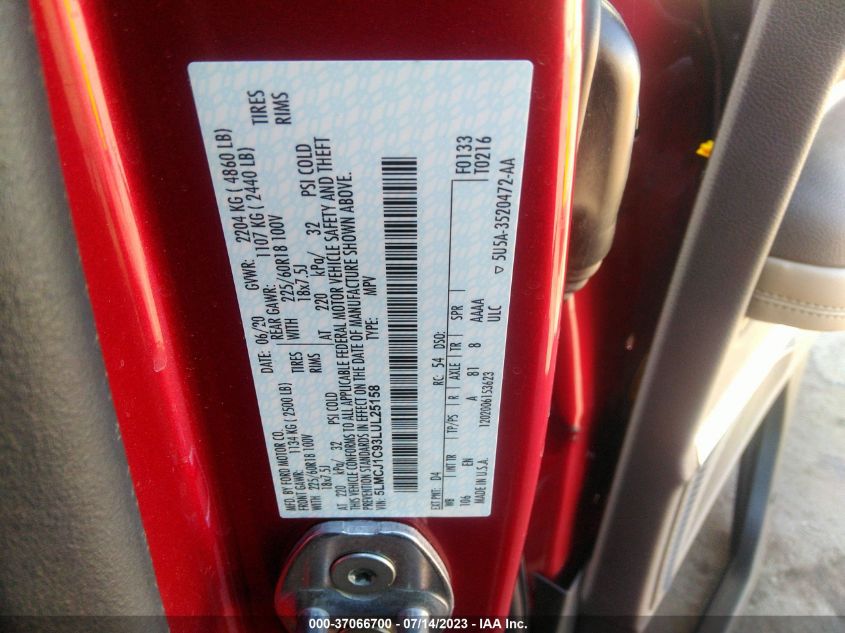 MFD. BY FORD MOTOR CO.
DATE: 06/20 GVWR: 2204 KG ( 4860 LB)
FRONT GAWR: 1134 KG ( 2500 LB) REAR GAWR: 1107 KG ( 2440 LB)
WITH 225/60R18 100V TIRES WITH 225/60R18 100V TIRES
18x7.5J RIMS 18x7.5J RIMS
AT 220 kPa/ 32 PSI COLD AT 220 kPa/ 32 PSI COLD
THIS VEHICLE CONFORMS TO ALL APPLICABLE FEDERAL MOTOR VEHICLE SAFETY AND THEFT
PREVENTION STANDARDS IN EFFECT ON THE DATE OF MANUFACTURE SHOWN ABOVE.
VIN: 5LMCJ1C93LUL25158 TYPE: MPV
F0133
T0216
EXT PNT: D4 RC: 54 DSO:
WB INT TR TP/PS R AXLE TR SPR
106 EN A 81 8 AAAA
ULC
MADE IN U.S.A. 1202006153623
5U5A-3520472-AA
000-37066700 - 07/14/2023 - IAA Inc.